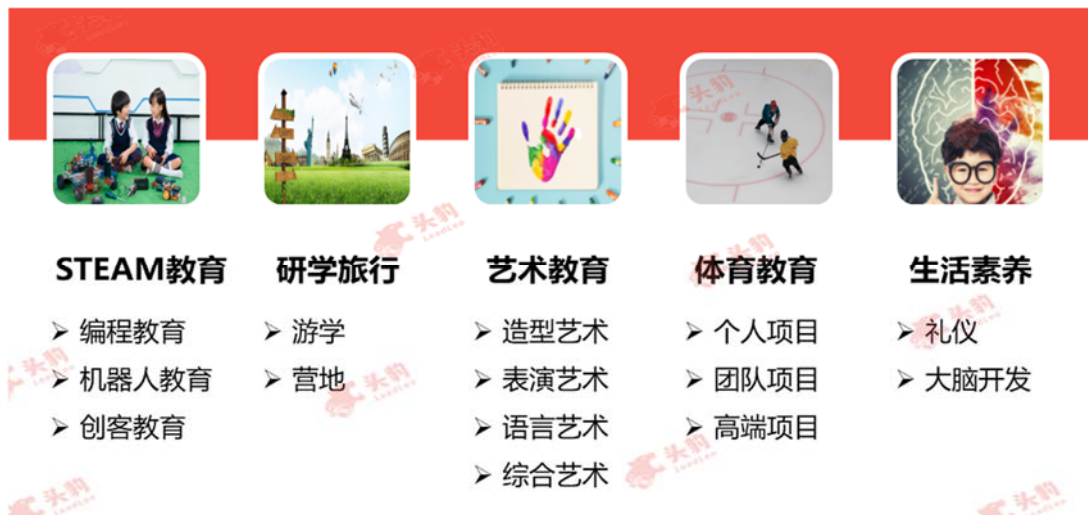 STEAM教育
编程教育
机器人教育
创客教育
研学旅行
游学
营地
艺术教育
造型艺术
表演艺术
语言艺术
综合艺术
体育教育
个人项目
团队项目
高端项目
生活素养
礼仪
大脑开发
头豹
LeadLeo